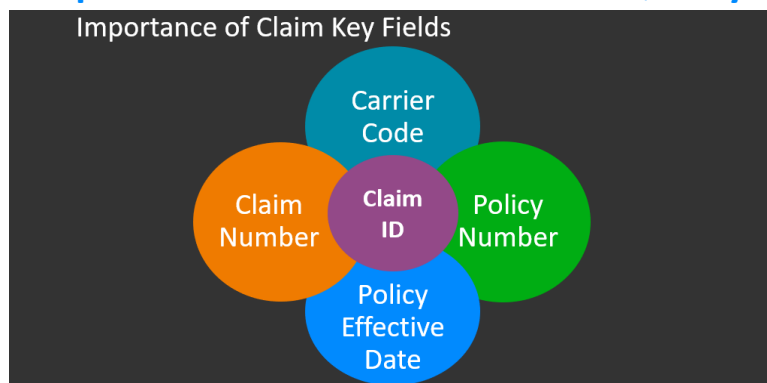 Importance of Claim Key Fields
Carrier
Code
Claim
Number
Claim
ID
Policy
Number
Policy
Effective
Date